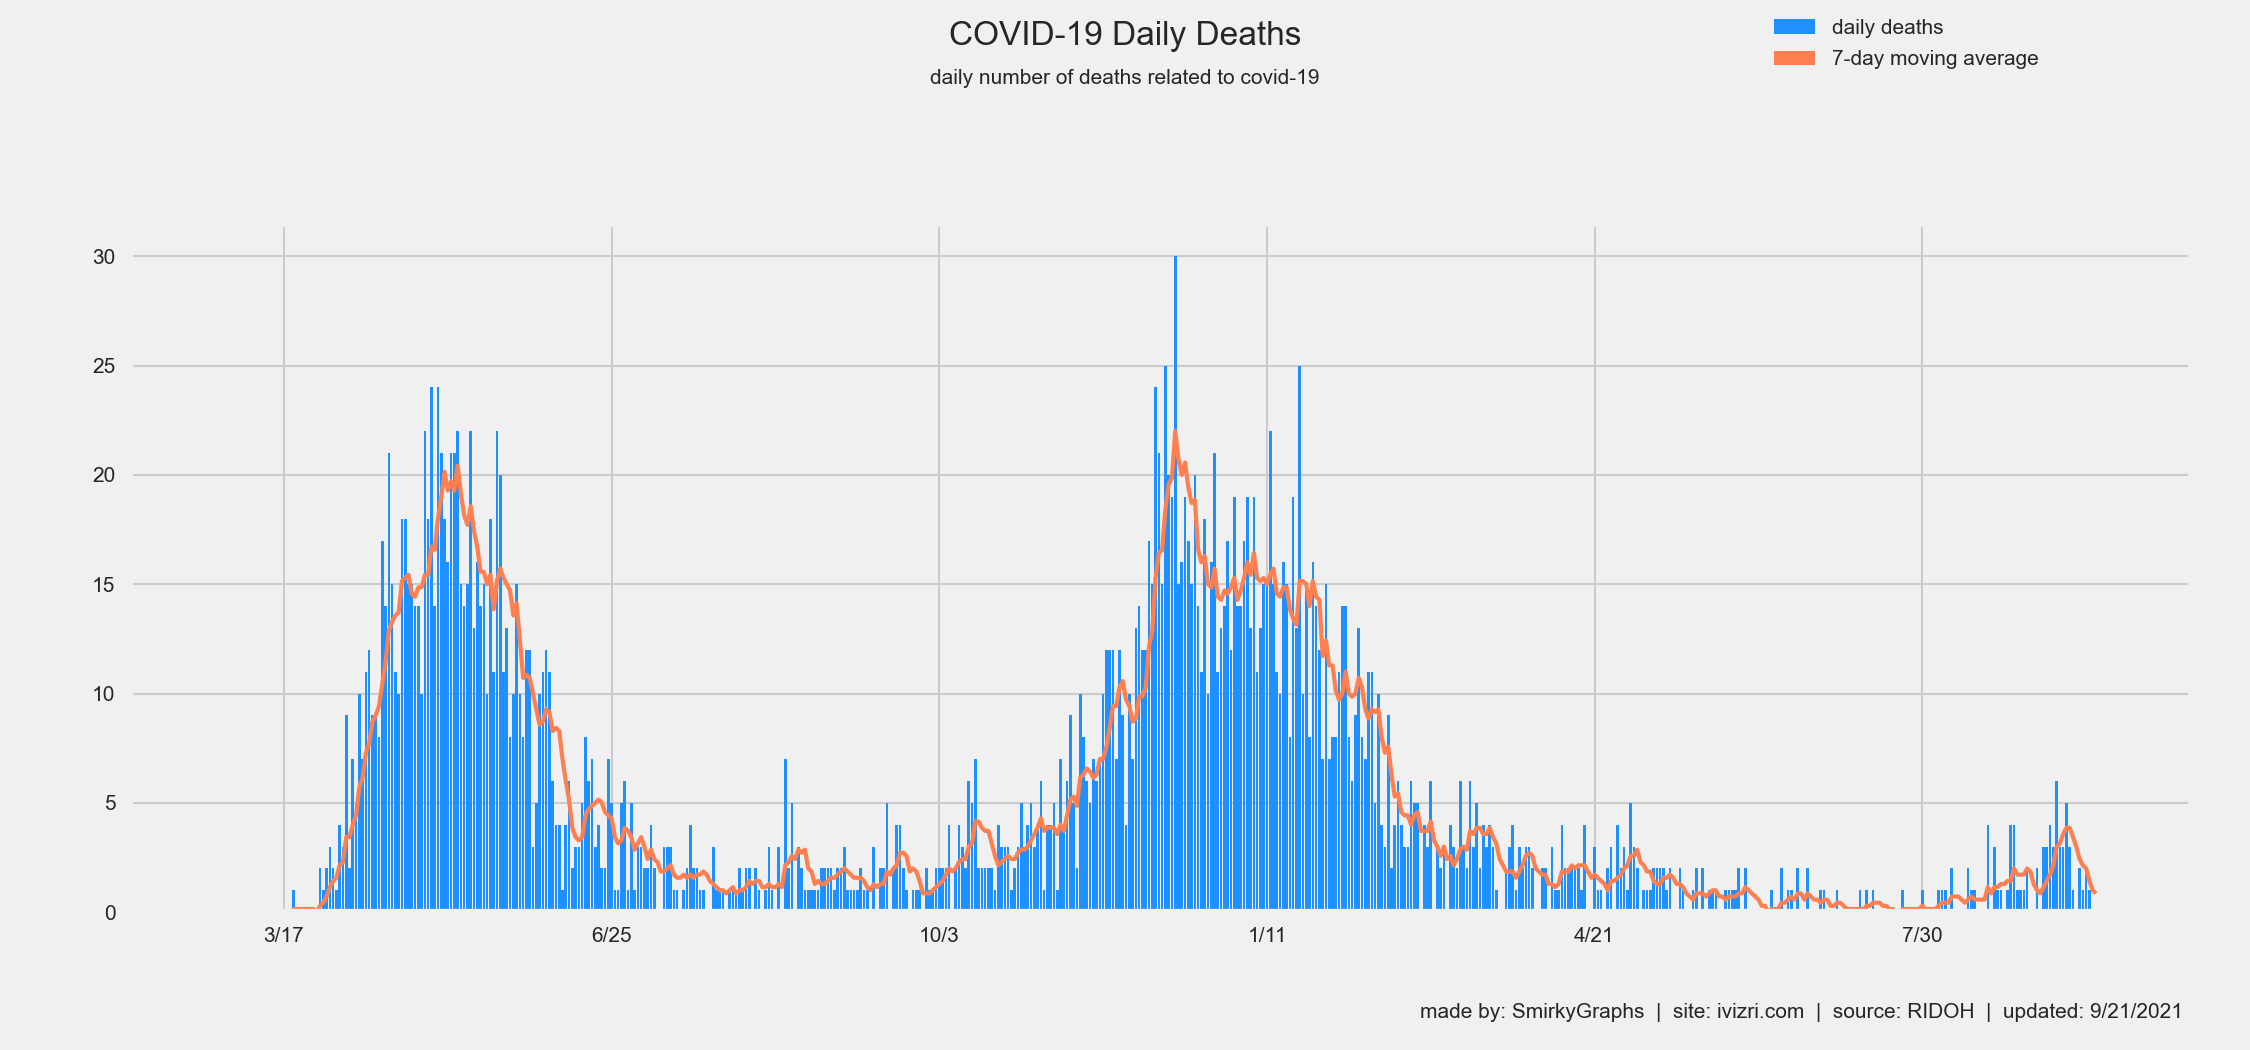 COVID-19 Daily Deaths
daily number of deaths related to covid-19
daily deaths
7-day moving average
30
25
20
15
10
5
0
3/17 6/25 10/3 1/11 4/21 7/30
made by: SmirkyGraphs | site: ivizri.com | source: RIDOH | updated: 9/21/2021